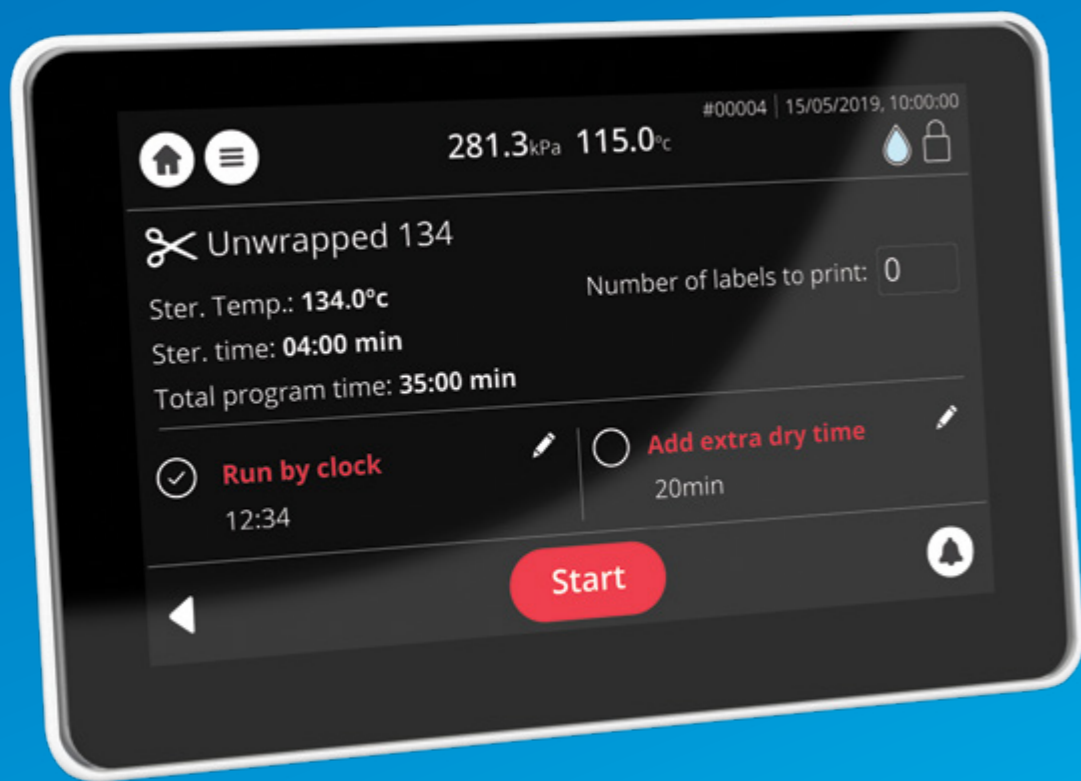 #00004 | 15/05/2019, 10:00:00
281.3kPa 115.0°c
Unwrapped 134
Ster. Temp.: 134.0ºc
Number of labels to print: 0
Ster. time: 04:00 min
Total program time: 35:00 min
Run by clock
12:34
Add extra dry time
20min
Start